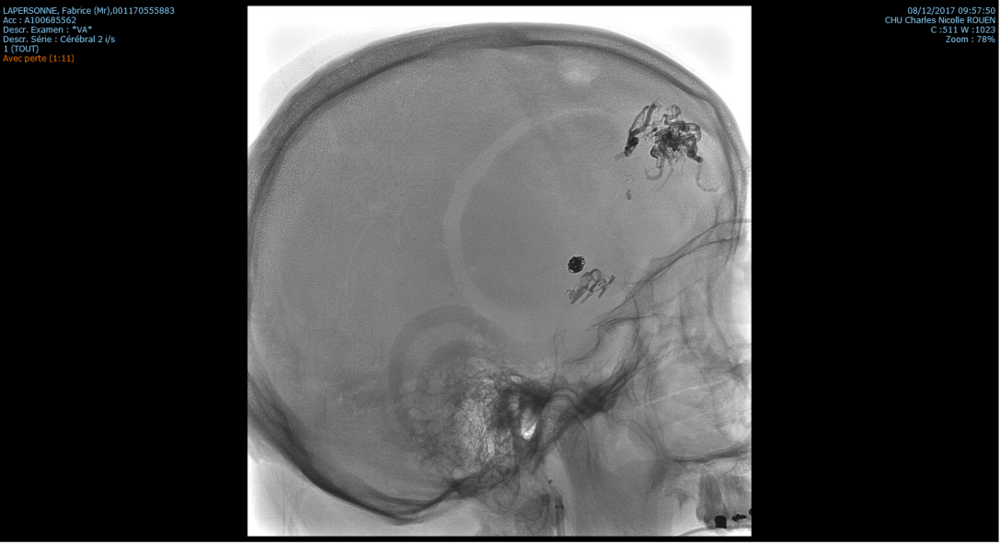 LAPERSONNE, Fabrice (Mr),001170555883
Acc : A100685562
Descr. Examen : *VA*
Descr. Série : Cérébral 2 i/s
1 (TOUT)
Avec perte (1:11)
08/12/2017 09:57:50
CHU Charles Nicolle ROUEN
C :511 W :1023
Zoom : 78%